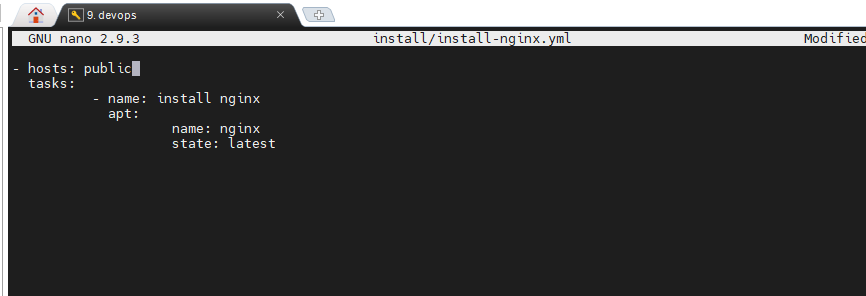 9. devops
GNU nano 2.9.3 install/install-nginx.yml Modified
- hosts: public
tasks:
- name: install nginx
apt:
name: nginx
state: latest